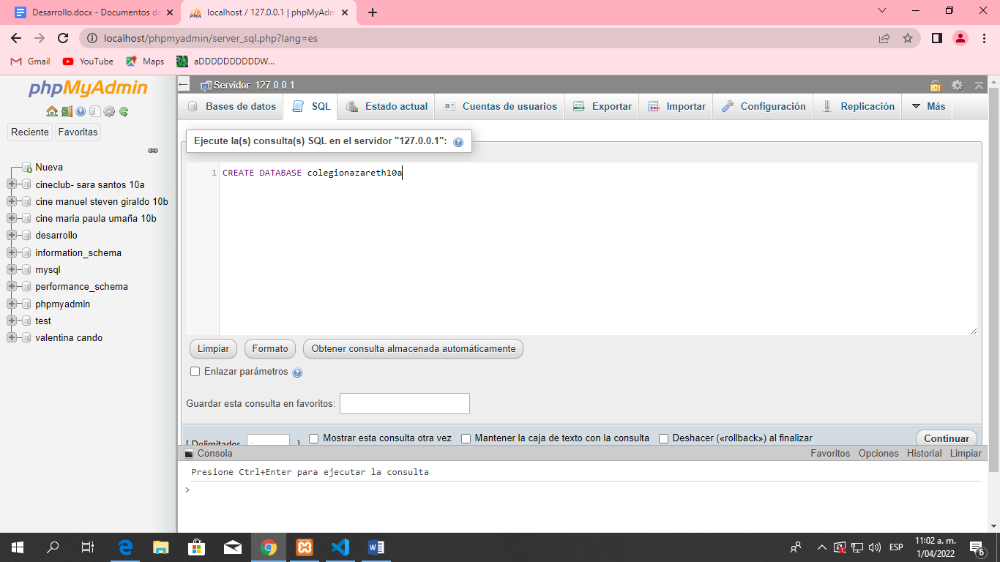 Desarrollo.docx - Documentos de
localhost / 127.0.0.1 | phpMyAdm
localhost/phpmyadmin/server_sql.php?lang=es
Gmail
YouTube
Maps
aDDDDDDDDDDW...
phpMyAdmin
Reciente
Favoritas
Nueva
cineclub- sara santos 10a
cine manuel steven giraldo 10b
cine maria paula umaña 10b
desarrollo
information_schema
mysql
performance_schema
phpmyadmin
test
valentina cando
Servidor: 127.0.0.1
Bases de datos
SQL
Estado actual
Cuentas de usuarios
Exportar
Importar
Configuración
Replicación
Más
Ejecute la(s) consulta(s) SQL en el servidor "127.0.0.1":
1 CREATE DATABASE colegionazareth10a
Limpiar
Formato
Obtener consulta almacenada automáticamente
Enlazar parámetros
Guardar esta consulta en favoritos:
[ Delimitador ; ]
Mostrar esta consulta otra vez
Mantener la caja de texto con la consulta
Deshacer («rollback») al finalizar
Continuar
Consola
Favoritos
Opciones
Historial
Limpiar
Presione Ctrl+Enter para ejecutar la consulta
>
ESP
11:02 a. m.
1/04/2022
6